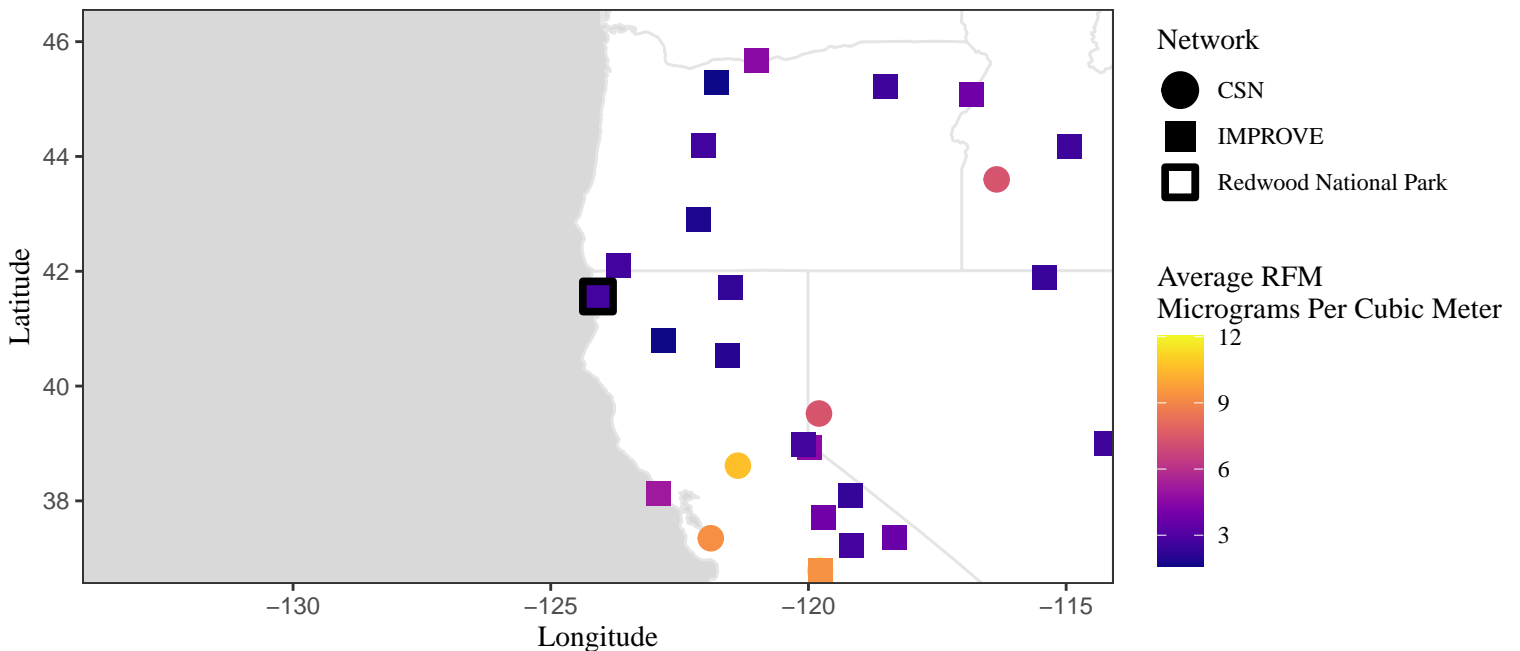 46
44
42
40
38
Latitude
−130
−125
−120
−115
Longitude
Network
CSN
IMPROVE
Redwood National Park
Average RFM
Micrograms Per Cubic Meter
12
9
6
3